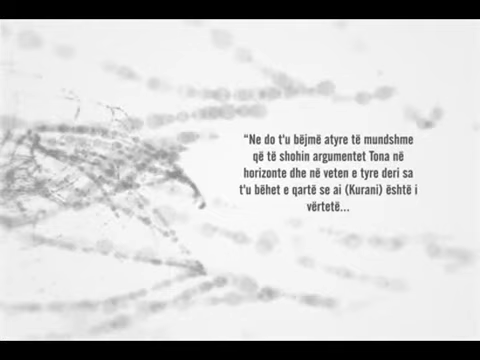 “Ne do t'u bëjmë atyre të mundshme
që të shohin argumentet Tona në
horizonte dhe në veten e tyre deri sa
t'u bëhet e qartë se ai (Kurani) është i
vërtetë...